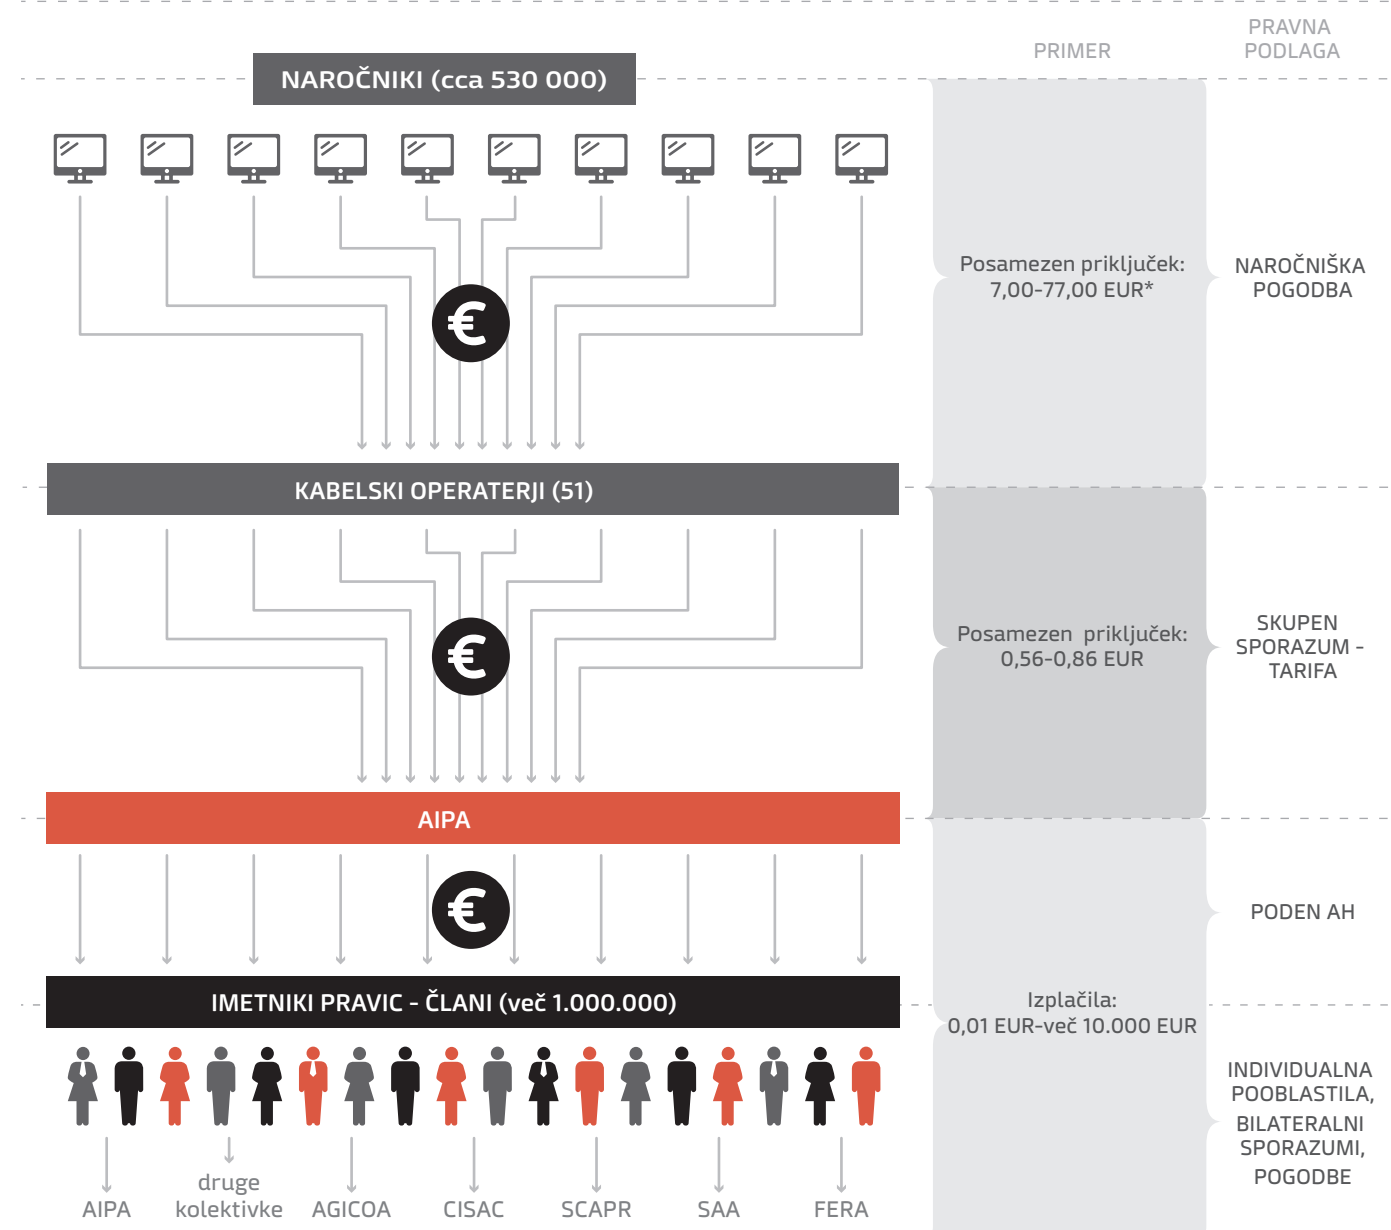 PRIMER
PRAVNA
PODLAGA
NAROČNIKI (cca 530 000)
€
Posamezen priključek:
7,00-77,00 EUR*
NAROČNIŠKA
POGODBA
KABELSKI OPERATERJI (51)
€
Posamezen priključek:
0,56-0,86 EUR
SKUPEN
SPORAZUM -
TARIFA
AIPA
€
PODEN AH
IMETNIKI PRAVIC - ČLANI (več 1.000.000)
Izplačila:
0,01 EUR-več 10.000 EUR
INDIVIDUALNA
POOBLASTILA,
BILATERALNI
SPORAZUMI,
POGODBE
AIPA
druge
kolektivke
AGICOA
CISAC
SCAPR
SAA
FERA